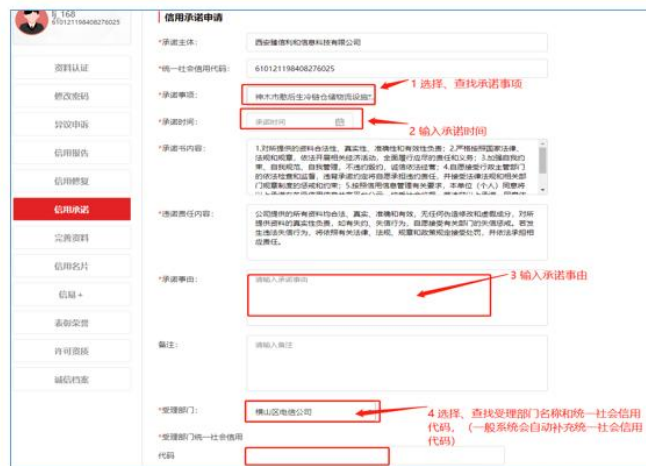 lj_168
610121198408276025
信用承诺申请
*承诺主体:
西安臻信利和信息科技有限公司
资料认证
*统一社会信用代码:
610121198408276025
修改密码
*承诺事项:
神木市憨后生冷链仓储物流设施*
1 选择、查找承诺事项
异议申诉
*承诺时间:
承诺时间
2 输入承诺时间
信用报告
*承诺书内容:
1.对所提供的资料合法性、真实性、准确性和有效性负责;2.严格按照国家法律、
法规和规章,依法开展相关经济活动,全面履行应尽的责任和义务;3.加强自我约
束、自我规范、自我管理,不违约毁约,诚信依法经营;4.自愿接受行政主管部门
的依法检查和监督,违背承诺约定将自愿承担违约责任,并接受法律法规和相关部
门规章制度的惩戒和约束;5.按照信用信息管理有关要求,本单位(个人)同意将
信用修复
信用承诺
*违诺责任内容:
公司提供的所有资料均合法、真实、准确和有效,无任何伪造修改和虚假成分,对所
提供资料的真实性负责,如有失约、失信行为,自愿接受有关部门的失信惩戒。若发
生违法失信行为,将依照有关法律、法规、规章和政策规定接受处罚,并依法承担相
应责任。
完善资料
信用名片
*承诺事由:
请输入承诺事由
3 输入承诺事由
信易+
表彰荣誉
许可资质
备注:
请输入备注
诚信档案
*受理部门:
横山区电信公司
4 选择、查找受理部门名称和统一社会信用
代码,(一般系统会自动补充统一社会信用
代码)
*受理部门统一社会信用
代码